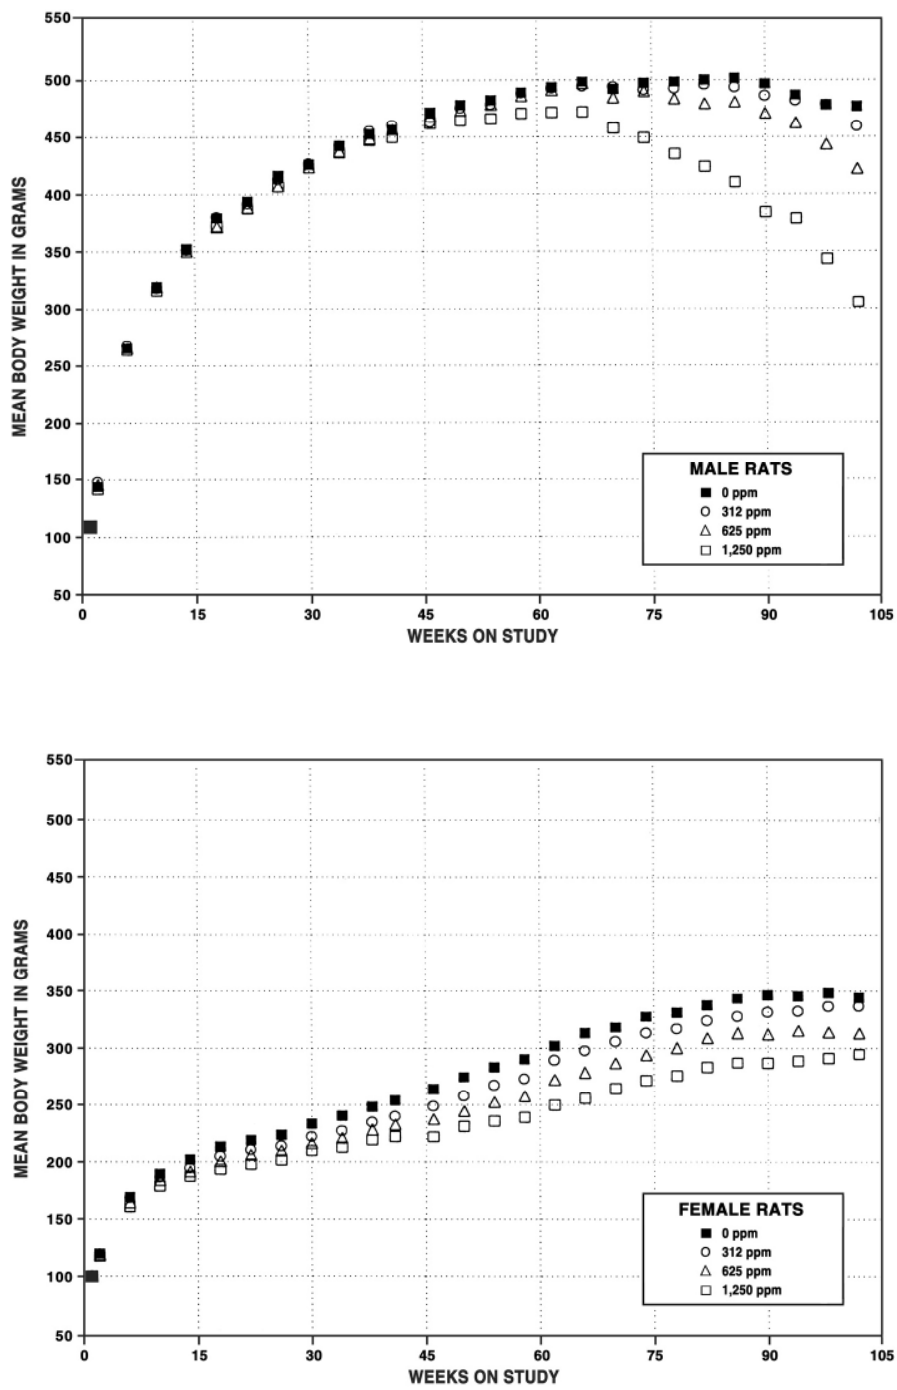 550
500
450
400
350
300
250
200
150
100
50
MEAN BODY WEIGHT IN GRAMS
MALE RATS
0 ppm
312 ppm
625 ppm
1,250 ppm
0 15 30 45 60 75 90 105
WEEKS ON STUDY
550
500
450
400
350
300
250
200
150
100
50
MEAN BODY WEIGHT IN GRAMS
FEMALE RATS
0 ppm
312 ppm
625 ppm
1,250 ppm
0 15 30 45 60 75 90 105
WEEKS ON STUDY